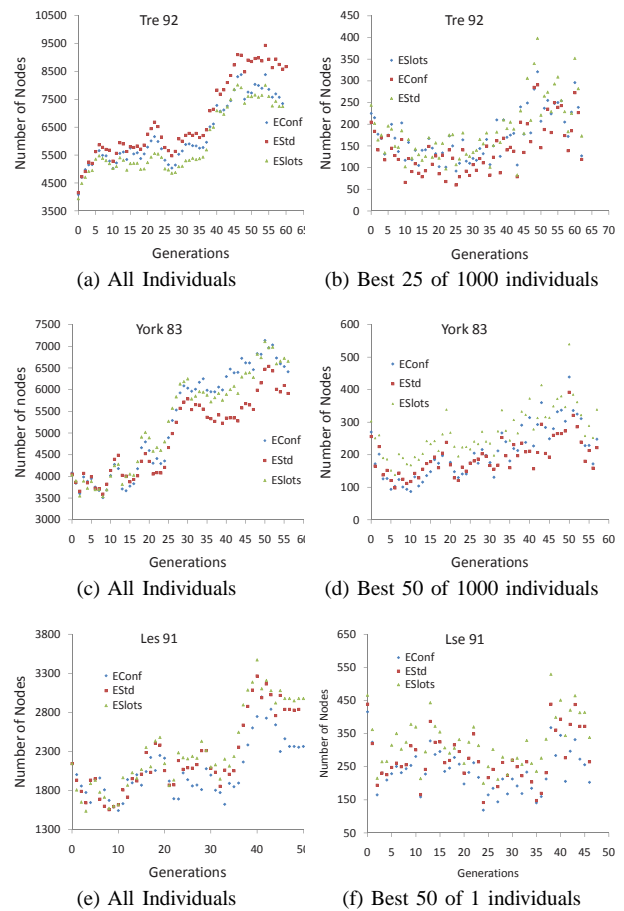 Tre 92
10500
9500
8500
7500
6500
5500
4500
3500
0 5 10 15 20 25 30 35 40 45 50 55 60 65
Number of Nodes
Generations
EConf
EStd
ESlots
(a) All Individuals
Tre 92
450
400
350
300
250
200
150
100
50
0
0 5 10 15 20 25 30 35 40 45 50 55 60 65 70
Number of Nodes
Generations
ESlots
EConf
EStd
(b) Best 25 of 1000 individuals
York 83
7500
7000
6500
6000
5500
5000
4500
4000
3500
3000
0 5 10 15 20 25 30 35 40 45 50 55 60
Number of nodes
Generations
EConf
EStd
ESlots
(c) All Individuals
York 83
600
500
400
300
200
100
0
0 5 10 15 20 25 30 35 40 45 50 55 60
Number of Nodes
Generations
EConf
EStd
ESlots
(d) Best 50 of 1000 individuals
Les 91
3800
3300
2800
2300
1800
1300
0 10 20 30 40 50
Number of Nodes
Generations
EConf
EStd
ESlots
(e) All Individuals
Lse 91
650
550
450
350
250
150
50
0 5 10 15 20 25 30 35 40 45 50
Number of Nodes
Generations
EConf
EStd
ESlots
(f) Best 50 of 1 individuals